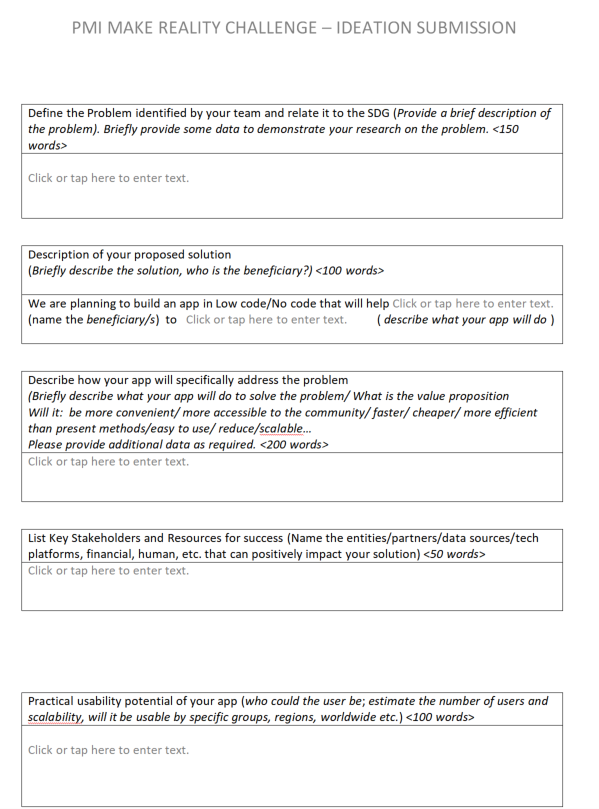 PMI MAKE REALITY CHALLENGE – IDEATION SUBMISSION
Define the Problem identified by your team and relate it to the SDG (Provide a brief description of
the problem). Briefly provide some data to demonstrate your research on the problem. <150
words>
Click or tap here to enter text.
Description of your proposed solution
(Briefly describe the solution, who is the beneficiary?) <100 words>
We are planning to build an app in Low code/No code that will help Click or tap here to enter text.
(name the beneficiary/s) to Click or tap here to enter text. ( describe what your app will do )
Describe how your app will specifically address the problem
(Briefly describe what your app will do to solve the problem/ What is the value proposition
Will it: be more convenient/ more accessible to the community/ faster/ cheaper/ more efficient
than present methods/easy to use/ reduce/scalable…
Please provide additional data as required. <200 words>
Click or tap here to enter text.
List Key Stakeholders and Resources for success (Name the entities/partners/data sources/tech
platforms, financial, human, etc. that can positively impact your solution) <50 words>
Click or tap here to enter text.
Practical usability potential of your app (who could the user be; estimate the number of users and
scalability, will it be usable by specific groups, regions, worldwide etc.) <100 words>
Click or tap here to enter text.